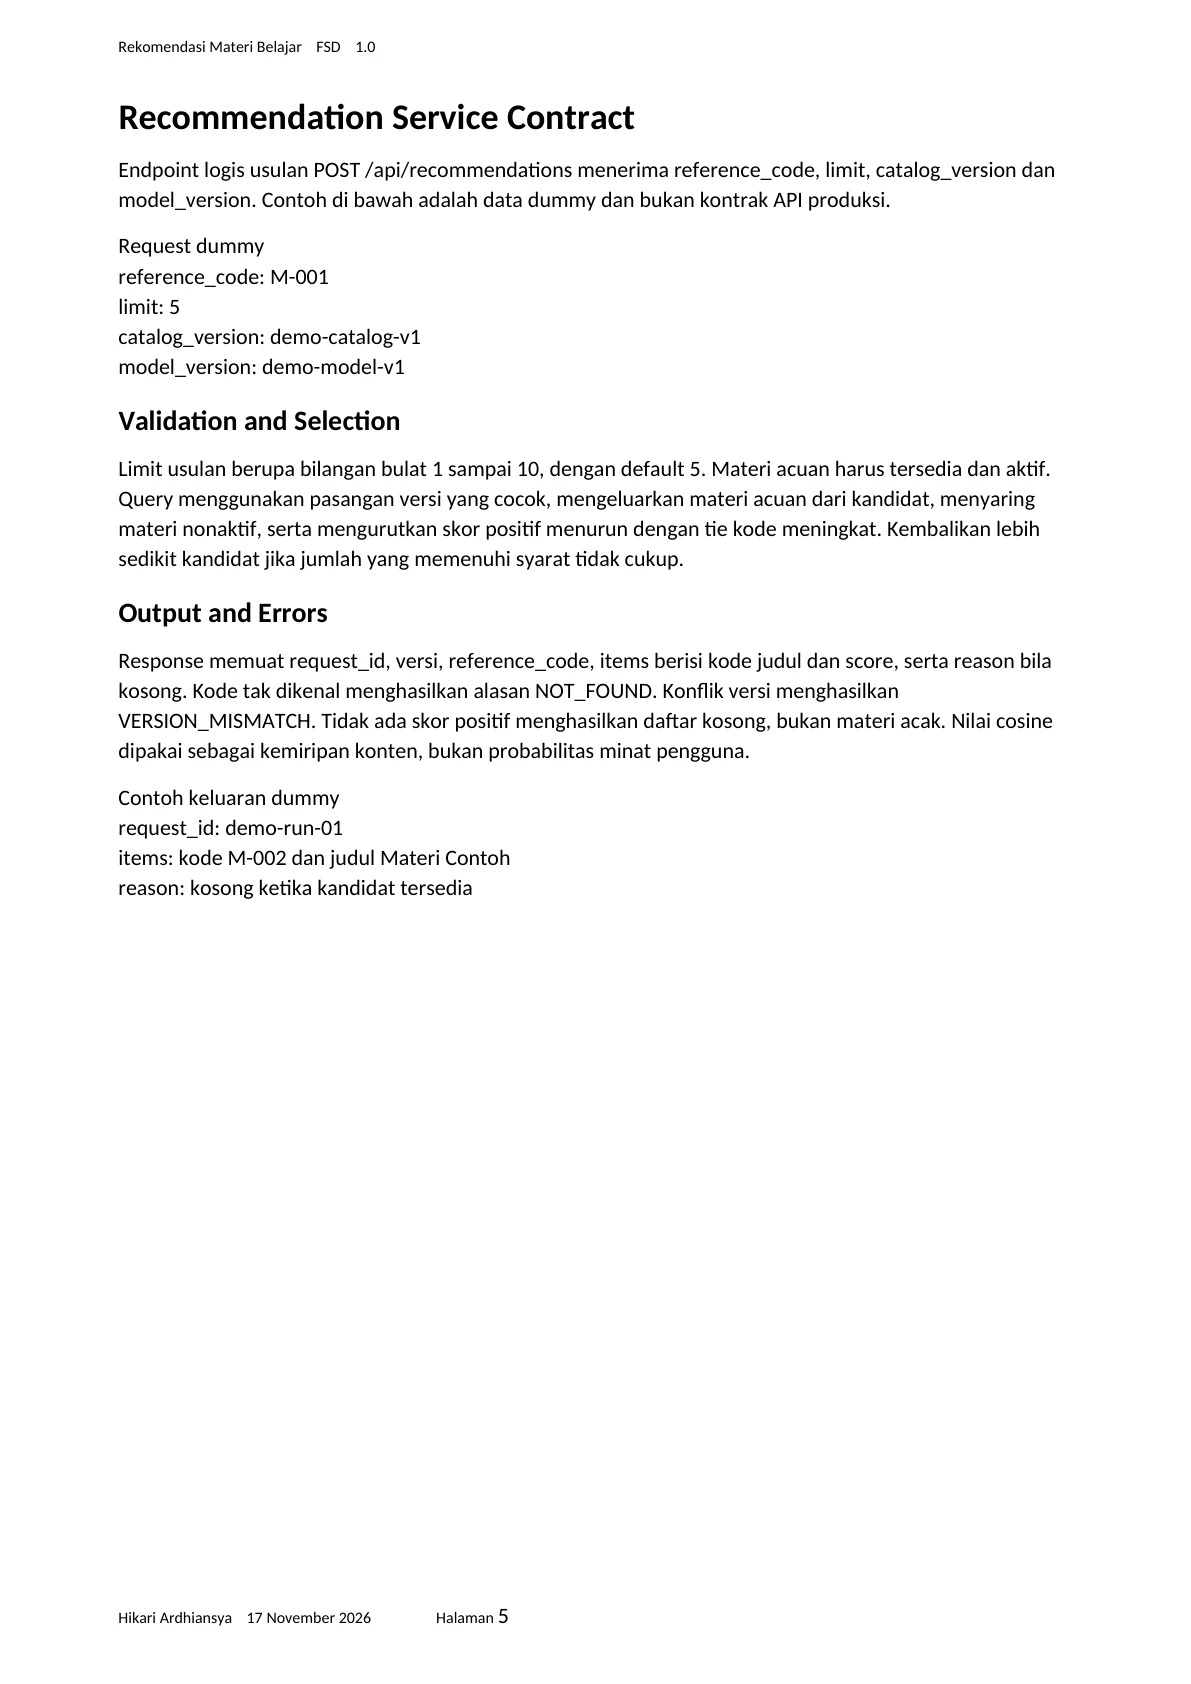 Rekomendasi Materi Belajar FSD 1.0
Recommendation Service Contract
Endpoint logis usulan POST /api/recommendations menerima reference_code, limit, catalog_version dan
model_version. Contoh di bawah adalah data dummy dan bukan kontrak API produksi.
Request dummy
reference_code: M-001
limit: 5
catalog_version: demo-catalog-v1
model_version: demo-model-v1
Validation and Selection
Limit usulan berupa bilangan bulat 1 sampai 10, dengan default 5. Materi acuan harus tersedia dan aktif.
Query menggunakan pasangan versi yang cocok, mengeluarkan materi acuan dari kandidat, menyaring
materi nonaktif, serta mengurutkan skor positif menurun dengan tie kode meningkat. Kembalikan lebih
sedikit kandidat jika jumlah yang memenuhi syarat tidak cukup.
Output and Errors
Response memuat request_id, versi, reference_code, items berisi kode judul dan score, serta reason bila
kosong. Kode tak dikenal menghasilkan alasan NOT_FOUND. Konflik versi menghasilkan
VERSION_MISMATCH. Tidak ada skor positif menghasilkan daftar kosong, bukan materi acak. Nilai cosine
dipakai sebagai kemiripan konten, bukan probabilitas minat pengguna.
Contoh keluaran dummy
request_id: demo-run-01
items: kode M-002 dan judul Materi Contoh
reason: kosong ketika kandidat tersedia
Hikari Ardhiansya 17 November 2026 Halaman 5